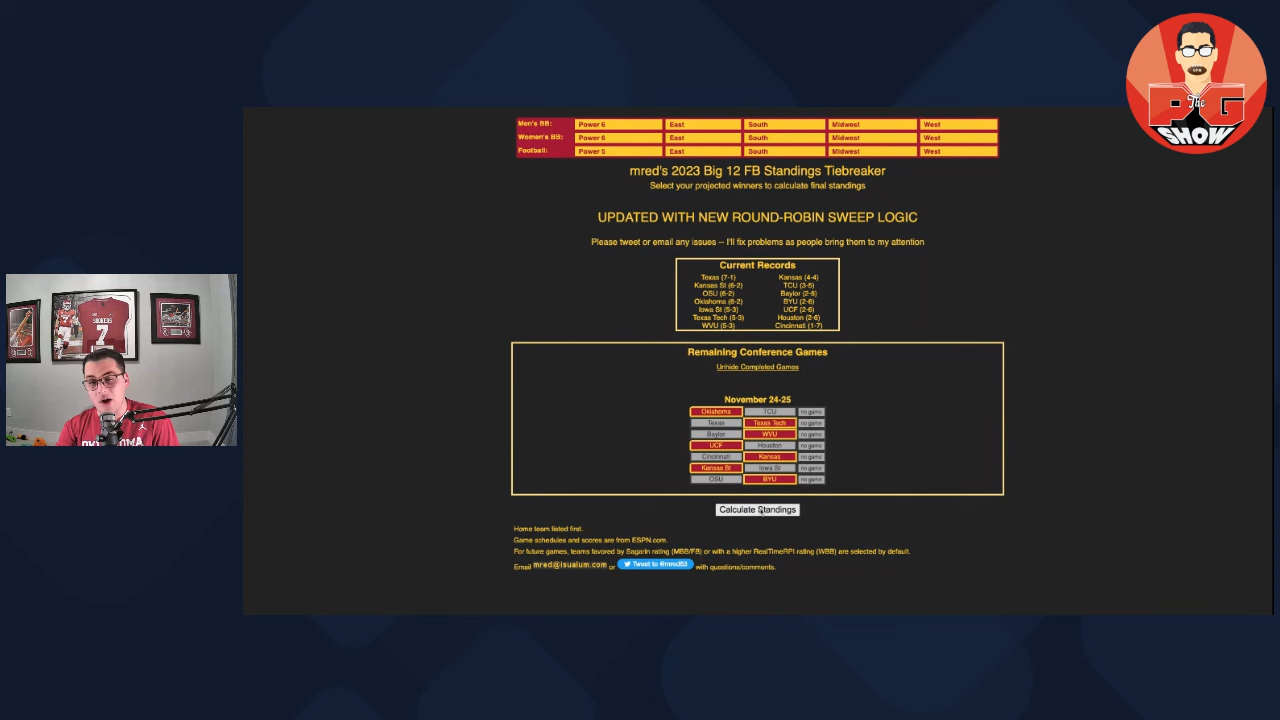 The
RG
SHOW
Men's BB: Power 6 East South Midwest West
Women's BB: Power 6 East South Midwest West
Football: Power 5 East South Midwest West
mred's 2023 Big 12 FB Standings Tiebreaker
Select your projected winners to calculate final standings
UPDATED WITH NEW ROUND-ROBIN SWEEP LOGIC
Please tweet or email any issues -- I'll fix problems as people bring them to my attention
Current Records
Texas (7-1) Kansas (4-4)
Kansas St (6-2) TCU (3-5)
OSU (6-2) Baylor (2-6)
Oklahoma (6-2) BYU (2-6)
Iowa St (5-3) UCF (2-6)
Texas Tech (5-3) Houston (2-6)
WVU (5-3) Cincinnati (1-7)
Remaining Conference Games
Unhide Completed Games
November 24-25
Oklahoma TCU no game
Texas Texas Tech no game
Baylor WVU no game
UCF Houston no game
Cincinnati Kansas no game
Kansas St Iowa St no game
OSU BYU no game
Calculate Standings
Home team listed first.
Game schedules and scores are from ESPN.com.
For future games, teams favored by Sagarin rating (MBB/FB) or with a higher RealTimeRPI rating (WBB) are selected by default.
Email mred@isualum.com or Tweet to with questions/comments.
7